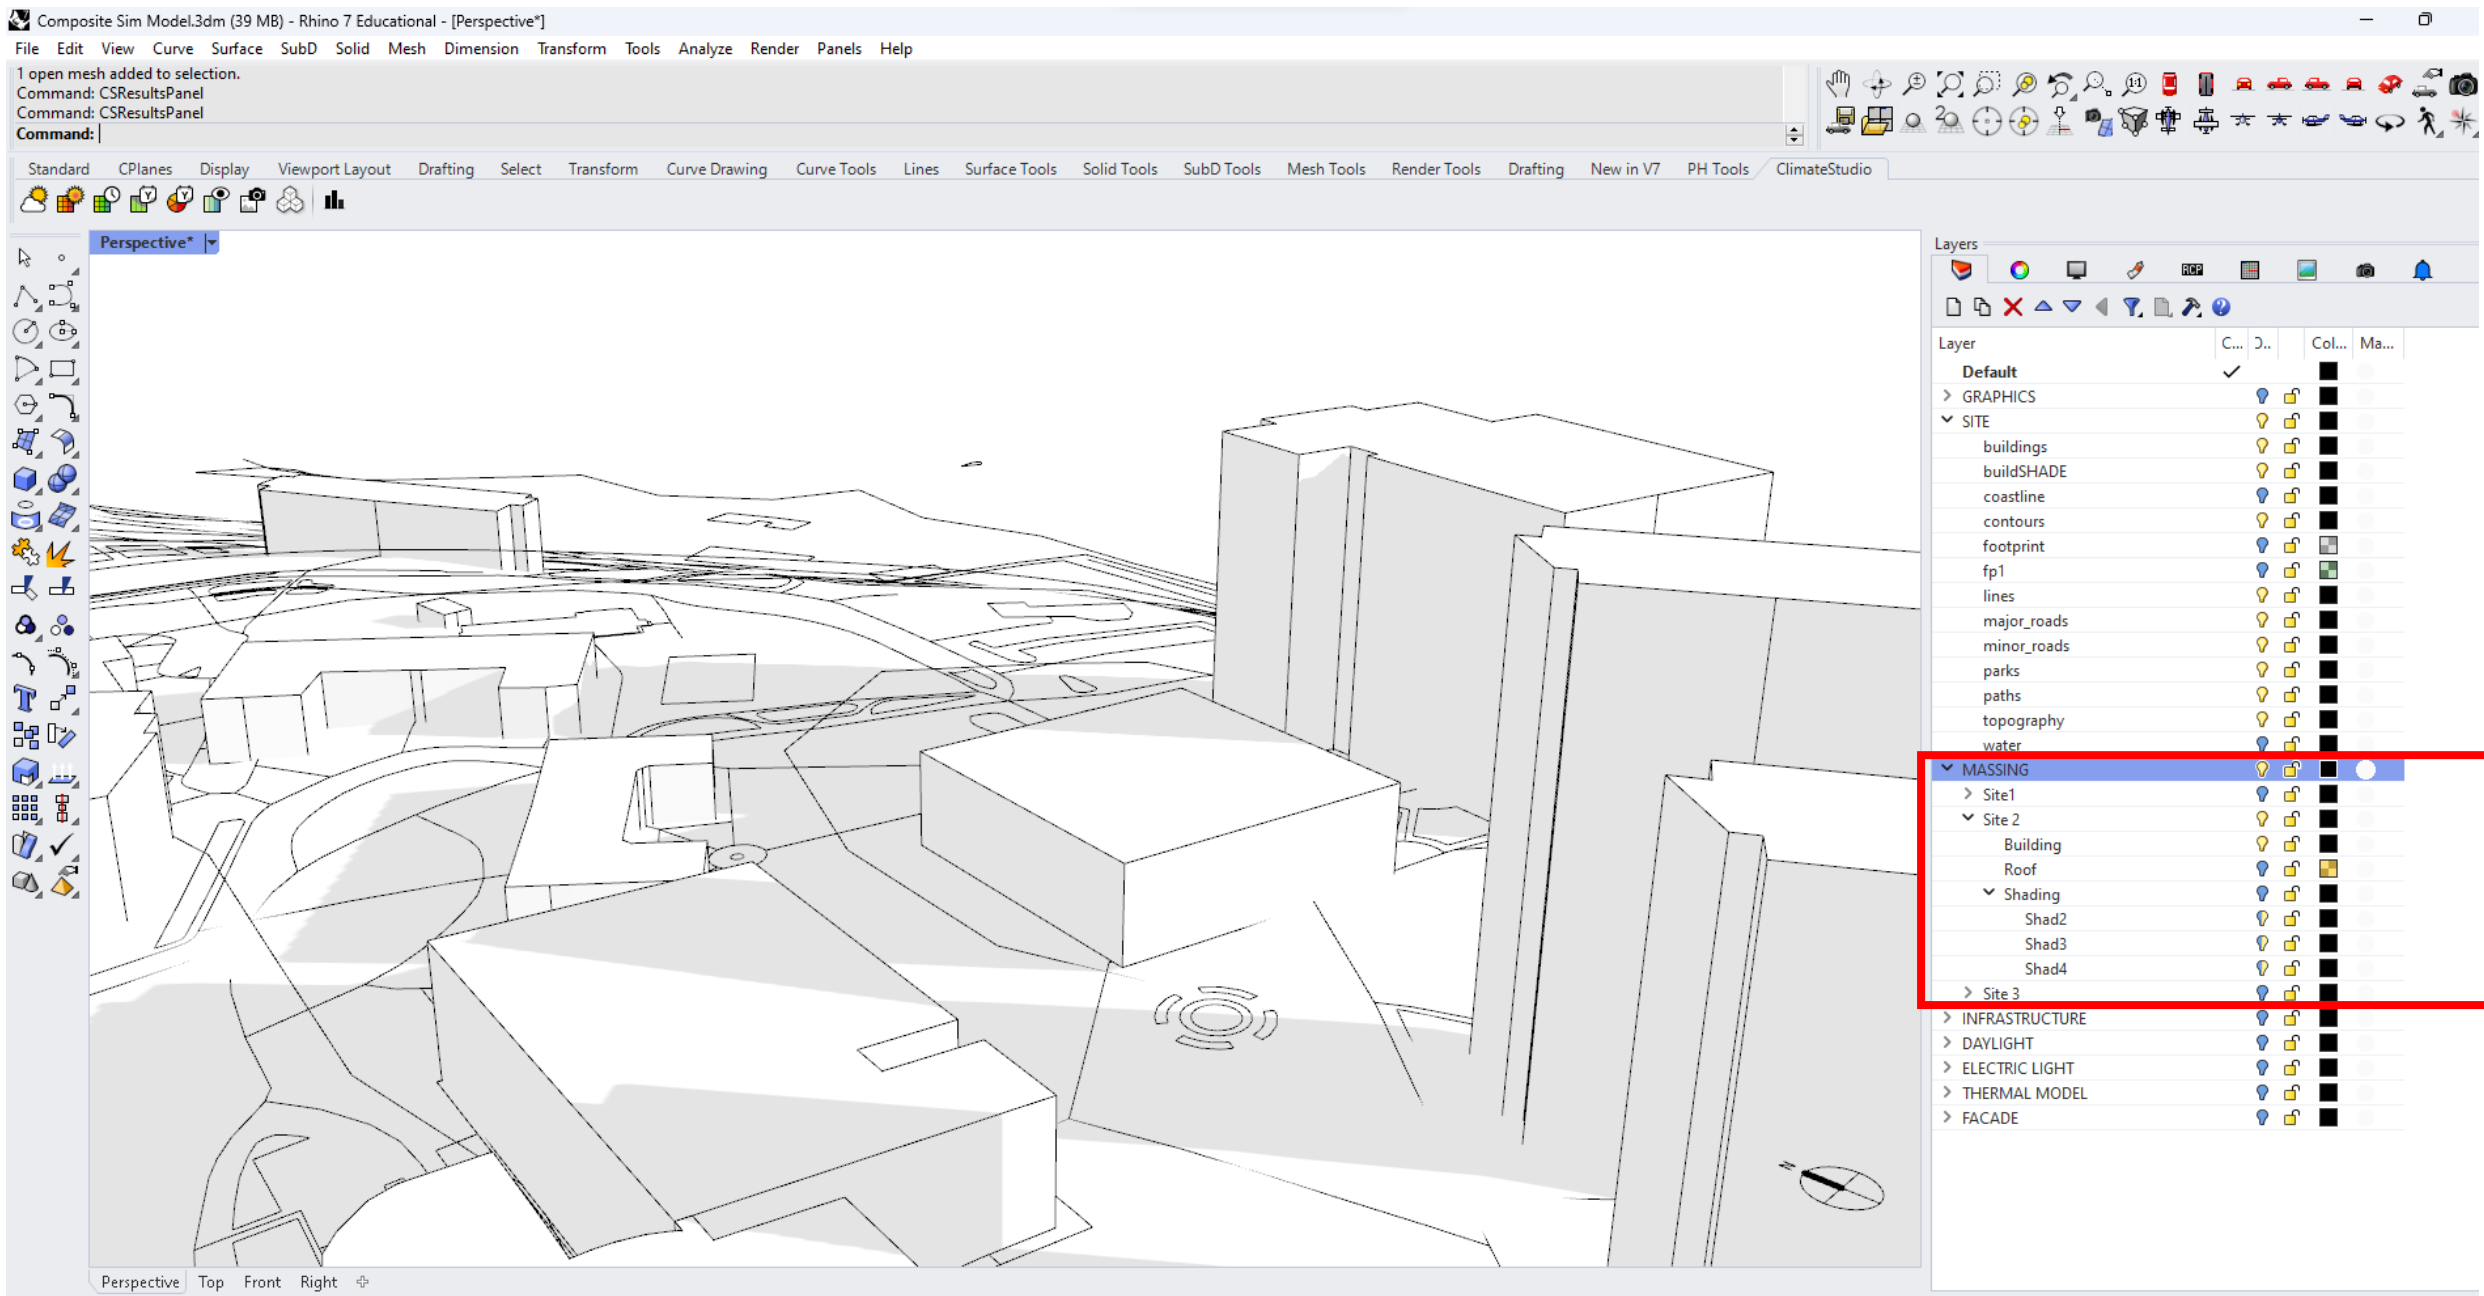 Composite Sim Model.3dm (39 MB) - Rhino 7 Educational - [Perspective*]
File Edit View Curve Surface SubD Solid Mesh Dimension Transform Tools Analyze Render Panels Help
1 open mesh added to selection.
Command: CSResultsPanel
Command: CSResultsPanel
Command:
Standard CPlanes Display Viewport Layout Drafting Select Transform Curve Drawing Curve Tools Lines Surface Tools Solid Tools SubD Tools Mesh Tools Render Tools Drafting New in V7 PH Tools ClimateStudio
Perspective*
Layers
RCP
Layer C... Col... Ma...
Default
GRAPHICS
SITE
buildings
buildSHADE
coastline
contours
footprint
fp1
lines
major_roads
minor_roads
parks
paths
topography
water
MASSING
Site1
Site 2
Building
Roof
Shading
Shad2
Shad3
Shad4
Site 3
INFRASTRUCTURE
DAYLIGHT
ELECTRIC LIGHT
THERMAL MODEL
FACADE
N
Perspective Top Front Right